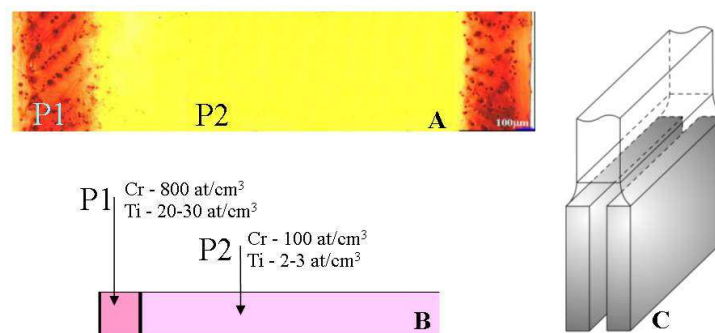 P1
P2
A
100µm
P1
Cr - 800 at/cm³
Ti - 20-30 at/cm³
P2
Cr - 100 at/cm³
Ti - 2-3 at/cm³
B
C